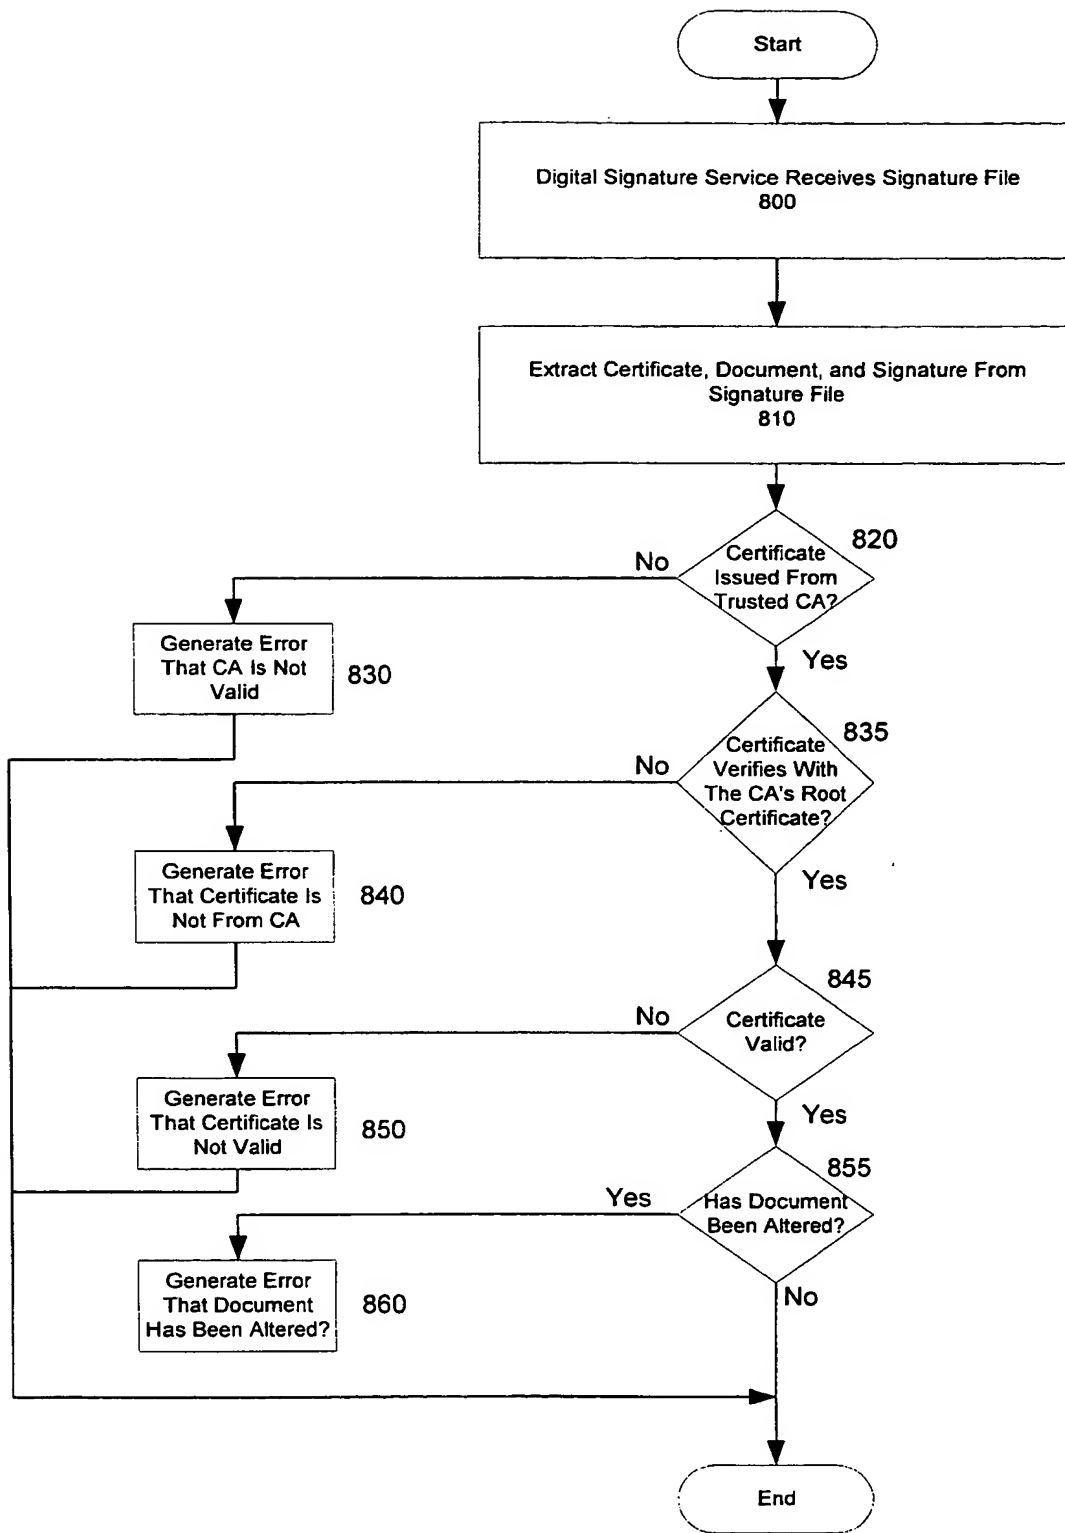 Start
Digital Signature Service Receives Signature File
800
Extract Certificate, Document, and Signature From
Signature File
810
820
Certificate
Issued From
Trusted CA?
No
Yes
Generate Error
That CA Is Not
Valid
830
835
Certificate
Verifies With
The CA's Root
Certificate?
No
Yes
Generate Error
That Certificate Is
Not From CA
840
845
Certificate
Valid?
No
Yes
Generate Error
That Certificate Is
Not Valid
850
855
Has Document
Been Altered?
Yes
No
Generate Error
That Document
Has Been Altered?
860
End